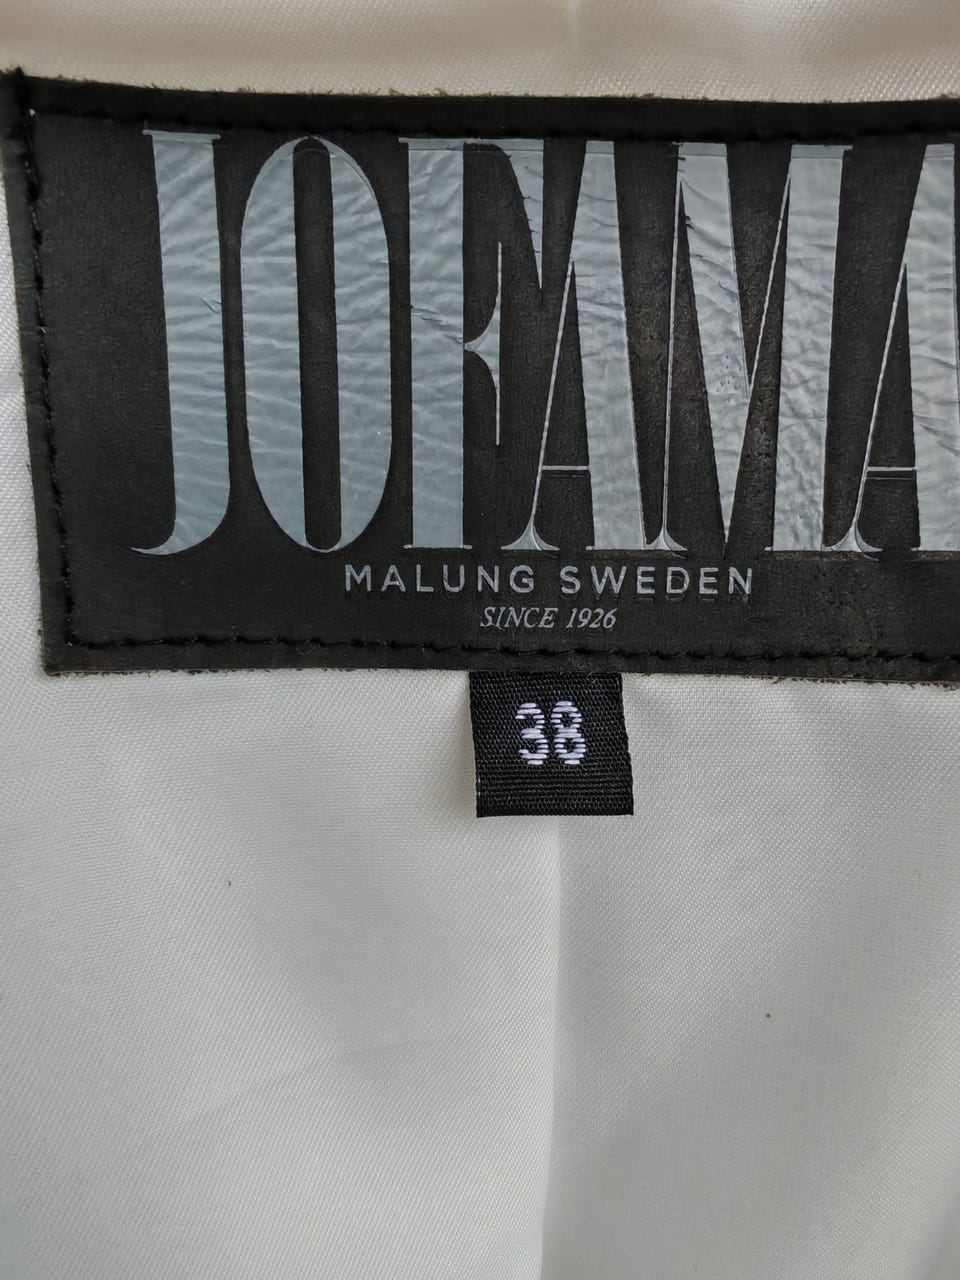 JOFAMA
MALUNG SWEDEN
SINCE 1926
38